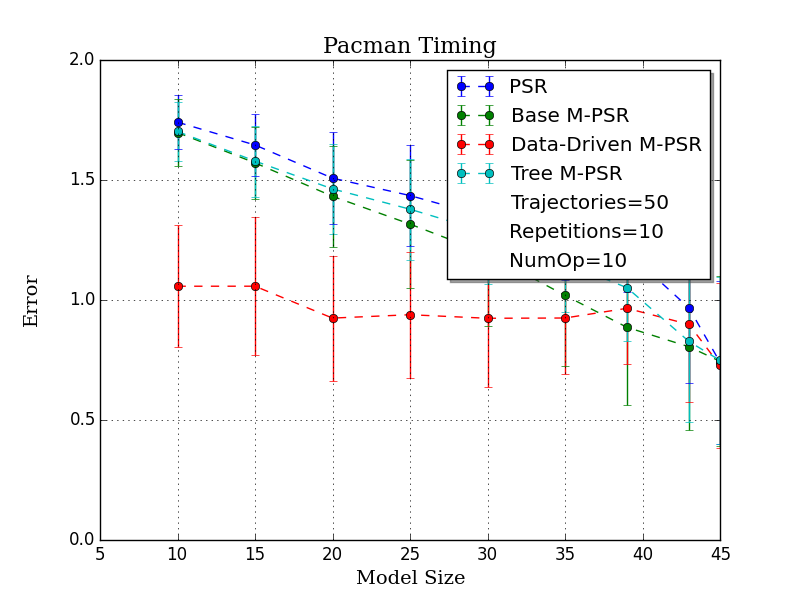 Pacman Timing
2.0
1.5
1.0
0.5
0.0
Error
PSR
Base M-PSR
Data-Driven M-PSR
Tree M-PSR
Trajectories=50
Repetitions=10
NumOp=10
5 10 15 20 25 30 35 40 45
Model Size